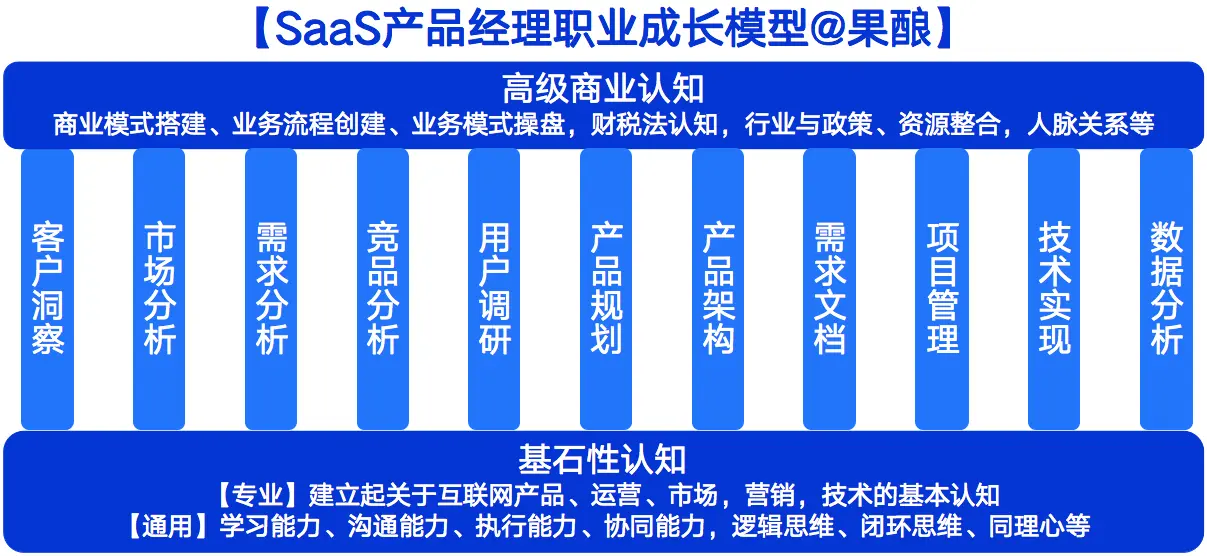 【SaaS产品经理职业成长模型@果酿】
高级商业认知
商业模式搭建、业务流程创建、业务模式操盘，财税法认知，行业与政策、资源整合，人脉关系等
客户洞察
市场分析
需求分析
竞品分析
用户调研
产品规划
产品架构
需求文档
项目管理
技术实现
数据分析
基石性认知
【专业】建立起关于互联网产品、运营、市场，营销，技术的基本认知
【通用】学习能力、沟通能力、执行能力、协同能力，逻辑思维、闭环思维、同理心等